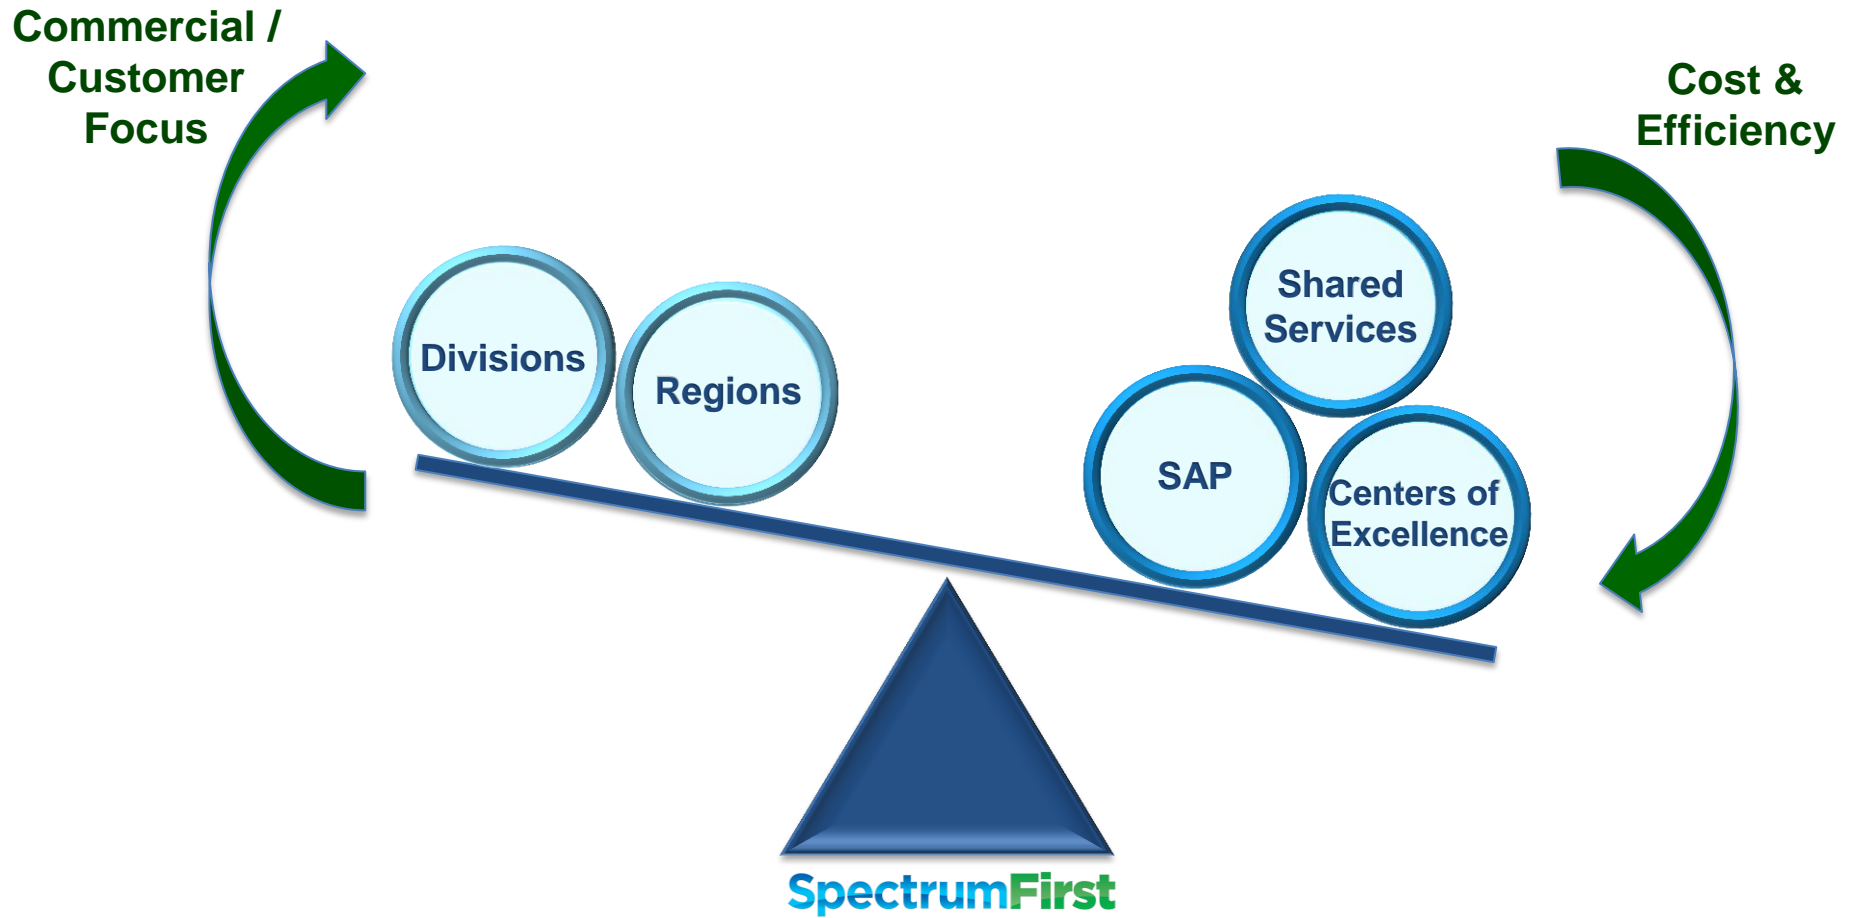 Commercial /
Customer
Focus
Cost &
Efficiency
Divisions
Regions
Shared
Services
SAP
Centers of
Excellence
SpectrumFirst